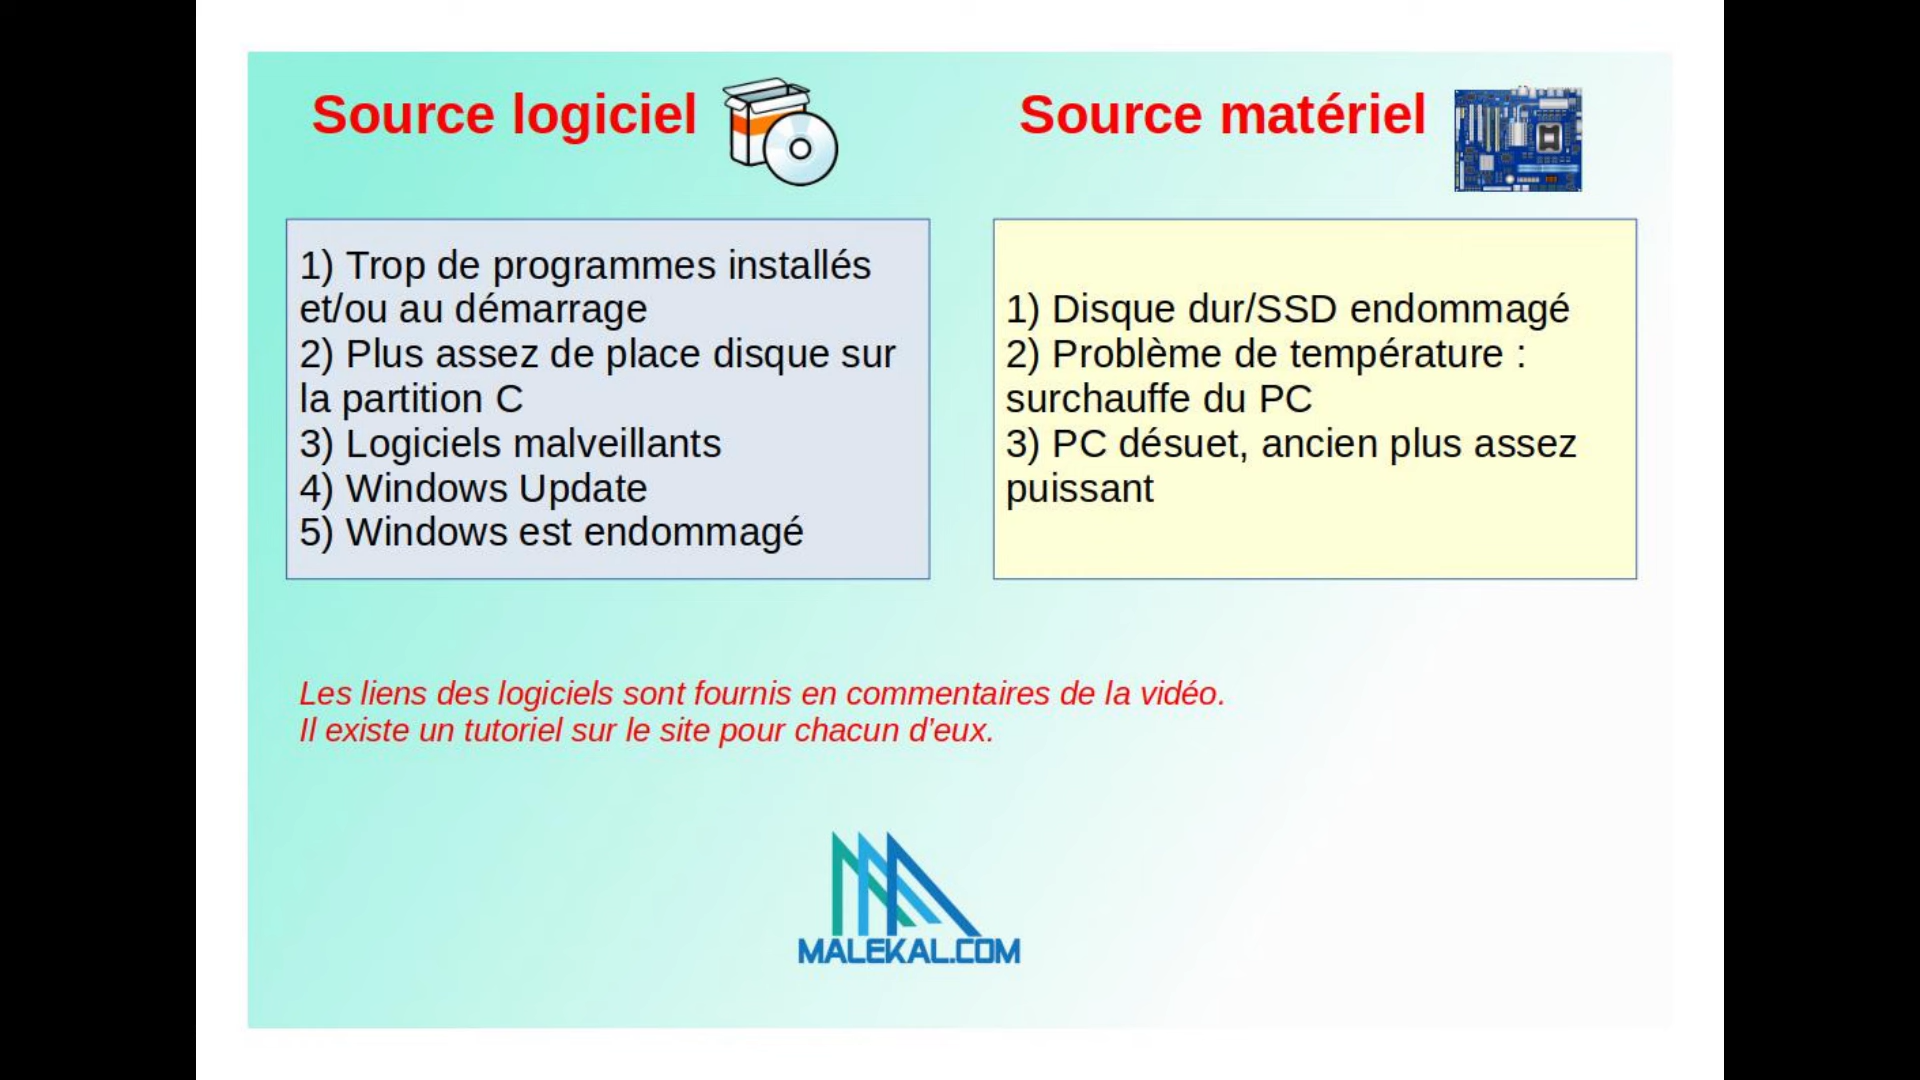 Source logiciel
1) Trop de programmes installés
et/ou au démarrage
2) Plus assez de place disque sur
la partition C
3) Logiciels malveillants
4) Windows Update
5) Windows est endommagé
Source matériel
1) Disque dur/SSD endommagé
2) Problème de température :
surchauffe du PC
3) PC désuet, ancien plus assez
puissant
Les liens des logiciels sont fournis en commentaires de la vidéo.
Il existe un tutoriel sur le site pour chacun d’eux.
MALEKAL.COM